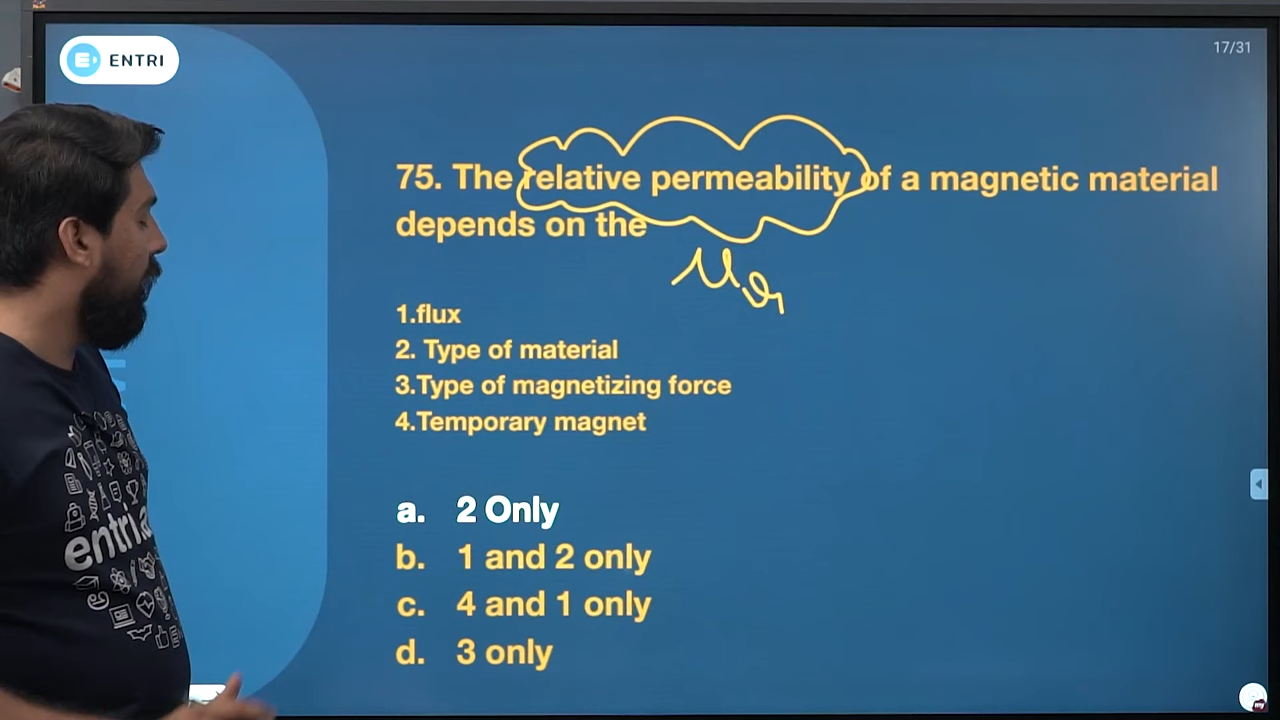 ENTRI
17/31
75. The relative permeability of a magnetic material
depends on the
μr
1.flux
2. Type of material
3.Type of magnetizing force
4.Temporary magnet
a. 2 Only
b. 1 and 2 only
c. 4 and 1 only
d. 3 only
entri.a